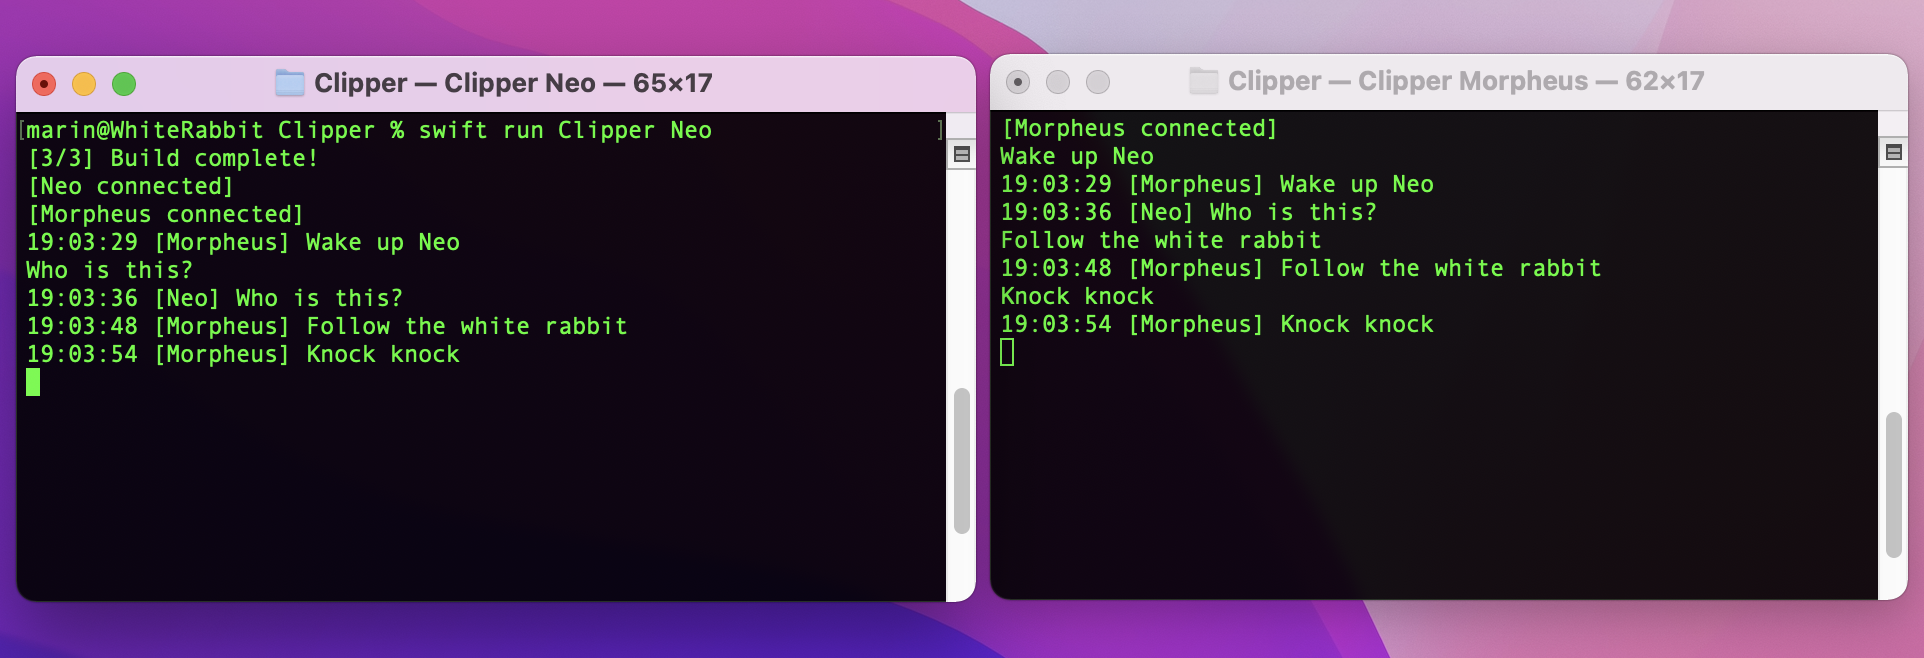 Clipper — Clipper Neo — 65×17
[marin@WhiteRabbit Clipper % swift run Clipper Neo ]
[3/3] Build complete!
[Neo connected]
[Morpheus connected]
19:03:29 [Morpheus] Wake up Neo
Who is this?
19:03:36 [Neo] Who is this?
19:03:48 [Morpheus] Follow the white rabbit
19:03:54 [Morpheus] Knock knock
Clipper — Clipper Morpheus — 62×17
[Morpheus connected]
Wake up Neo
19:03:29 [Morpheus] Wake up Neo
19:03:36 [Neo] Who is this?
Follow the white rabbit
19:03:48 [Morpheus] Follow the white rabbit
Knock knock
19:03:54 [Morpheus] Knock knock